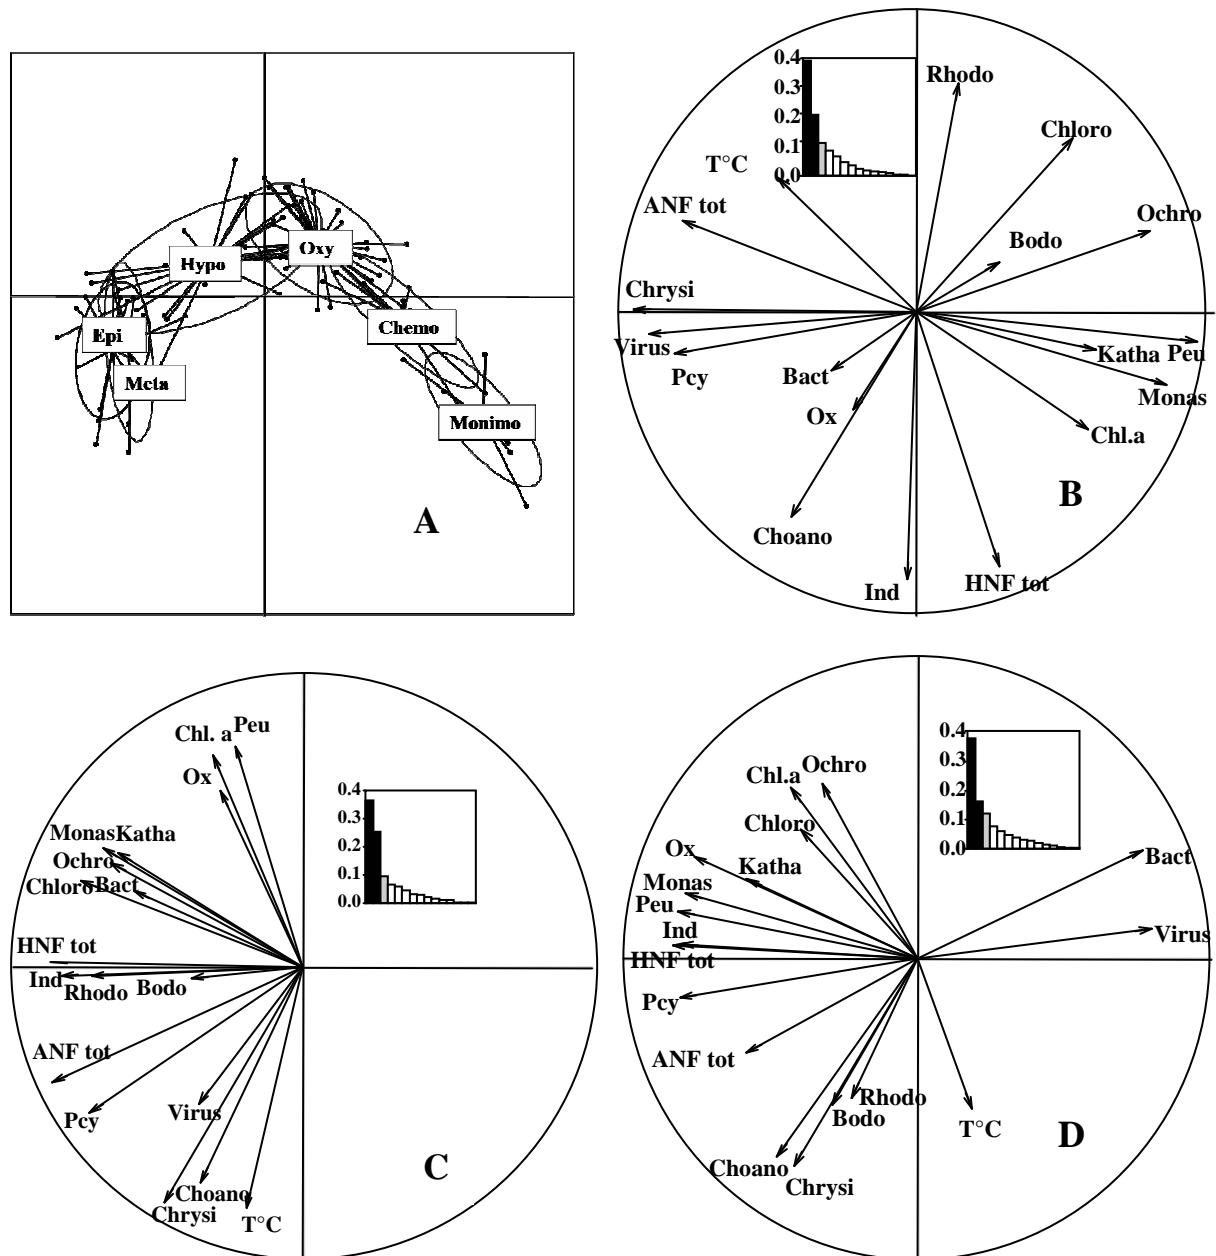 Hypo
Oxy
Epi
Meta
Chemo
Monimo
A
0.4
0.3
0.2
0.1
0.0
Rhodo
Chloro
T°C
ANF tot
Ochro
Bodo
Chrysi
Virus
Pcy
Bact
Ox
Katha
Peu
Monas
Chl.a
B
Choano
Ind
HNF tot
Chl. a Peu
Ox
0.4
0.3
0.2
0.1
0.0
Monas Katha
Ochro
Chloro Bact
HNF tot
Ind
Rhodo
Bodo
ANF tot
Pcy
Virus
C
Choano
Chrysi
T°C
0.4
0.3
0.2
0.1
0.0
Chl.a
Ochro
Chloro
Ox
Katha
Monas
Peu
Ind
HNF tot
Bact
Virus
Pcy
ANF tot
Rhodo
Bodo
T°C
D
Choano
Chrysi